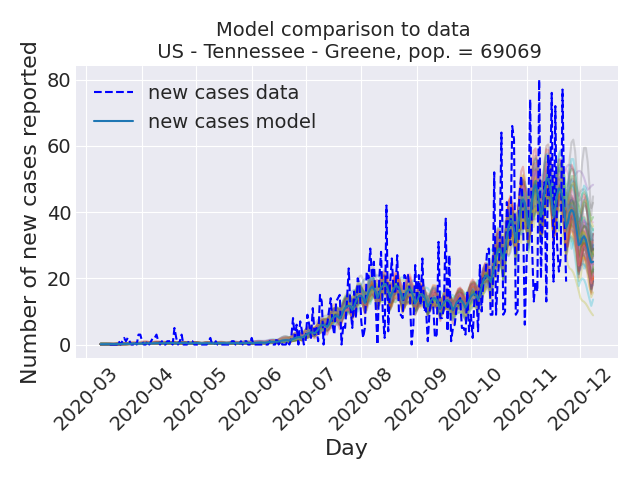 Model comparison to data
US - Tennessee - Greene, pop. = 69069
Number of new cases reported
80
60
40
20
0
new cases data
new cases model
2020-03
2020-04
2020-05
2020-06
2020-07
2020-08
2020-09
2020-10
2020-11
2020-12
Day